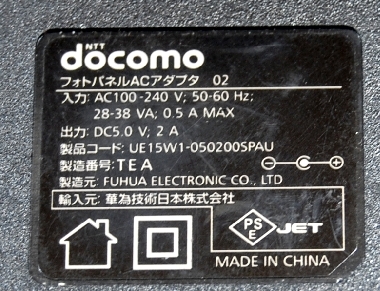 NTT
döcomo
フォトパネルACアダプタ 02
入力: AC100-240 V; 50-60 Hz;
28-38 VA; 0.5 A MAX
出力: DC5.0 V; 2 A
製品コード: UE15W1-050200SPAU
製造番号: TEA
製造元: FUHUA ELECTRONIC CO., LTD
輸入元: 華為技術日本株式会社
PS
E
JET
MADE IN CHINA